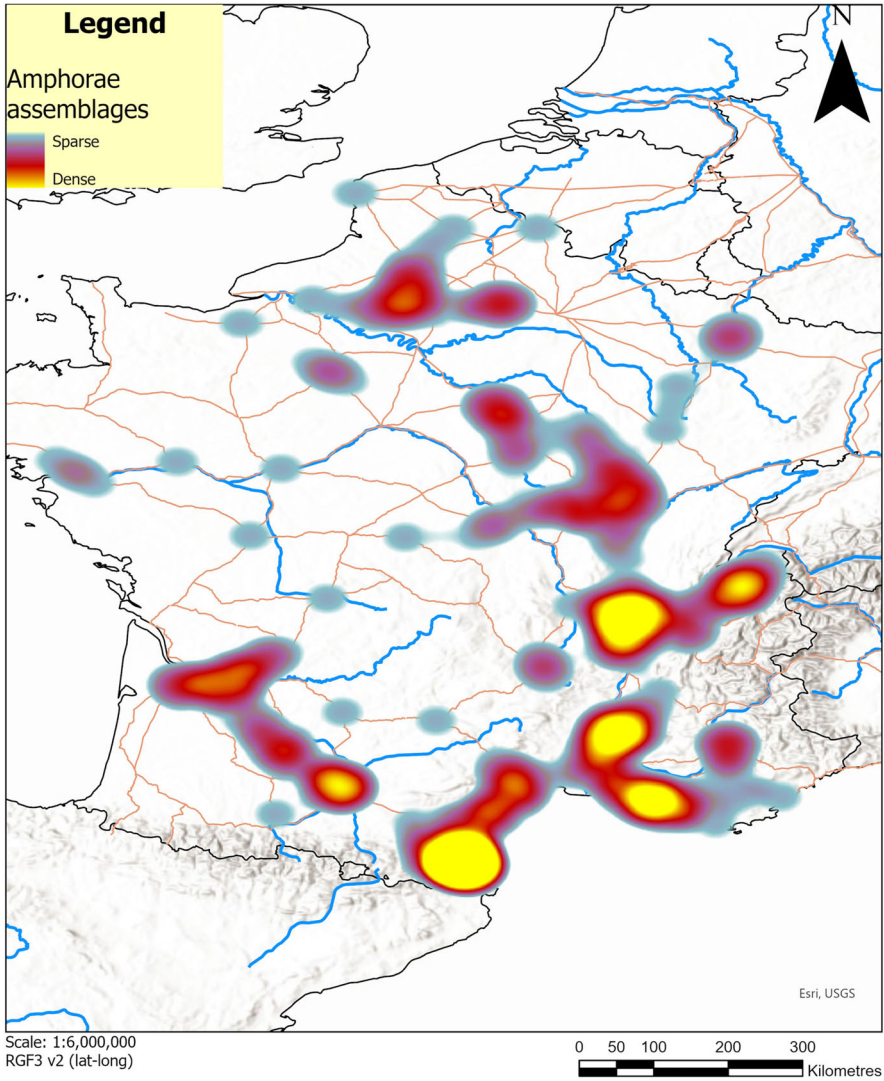 Legend
N
Amphorae
assemblages
Sparse
Dense
Esri, USGS
Scale: 1:6,000,000
RGF3 v2 (lat-long)
0 50 100 200 300
Kilometres